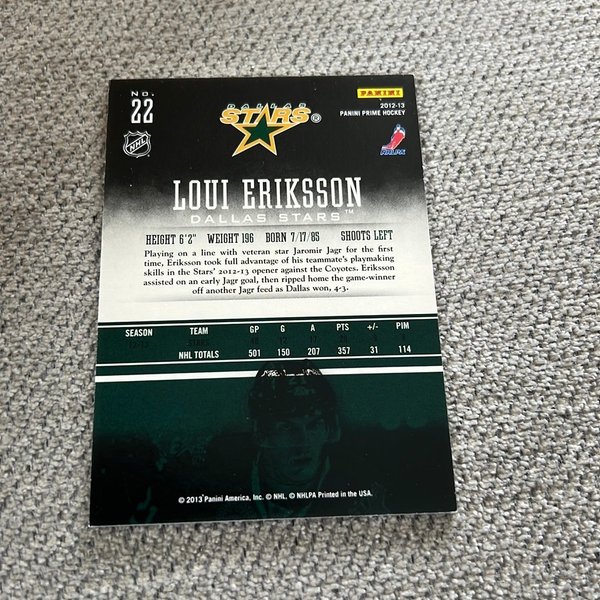 No.
22
NHL
DALLAS
STARS
PANINI
2012-13
PANINI PRIME HOCKEY
NHLPA
LOUI ERIKSSON
DALLAS STARS™
HEIGHT 6'2" WEIGHT 196 BORN 7/17/85 SHOOTS LEFT
Playing on a line with veteran star Jaromir Jagr for the first
time, Eriksson took full advantage of his teammate's playmaking
skills in the Stars' 2012-13 opener against the Coyotes. Eriksson
assisted on an early Jagr goal, then ripped home the game-winner
off another Jagr feed as Dallas won, 4-3.
SEASON TEAM GP G A PTS +/- PIM
NHL TOTALS 501 150 207 357 31 114
© 2013 Panini America, Inc. © NHL. © NHLPA Printed in the USA.